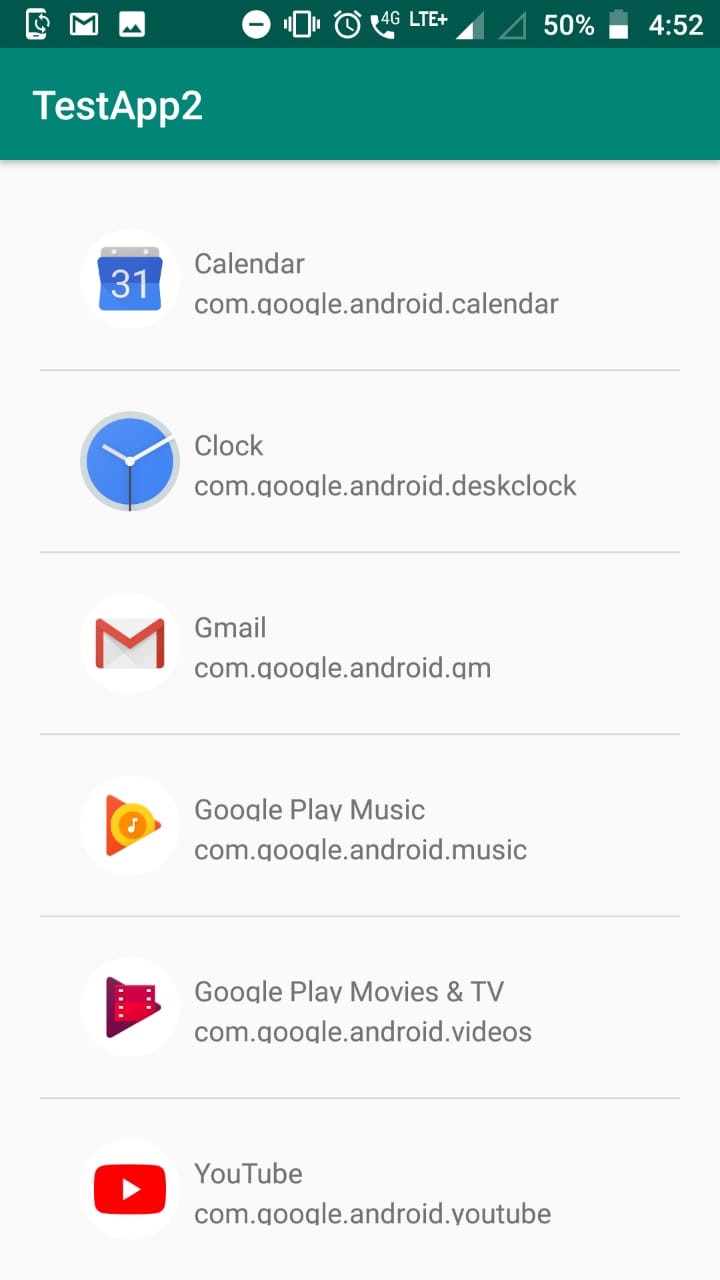 4G LTE+ 50% 4:52
TestApp2
31
Calendar
com.google.android.calendar
Clock
com.google.android.deskclock
Gmail
com.google.android.gm
Google Play Music
com.google.android.music
Google Play Movies & TV
com.google.android.videos
YouTube
com.google.android.youtube